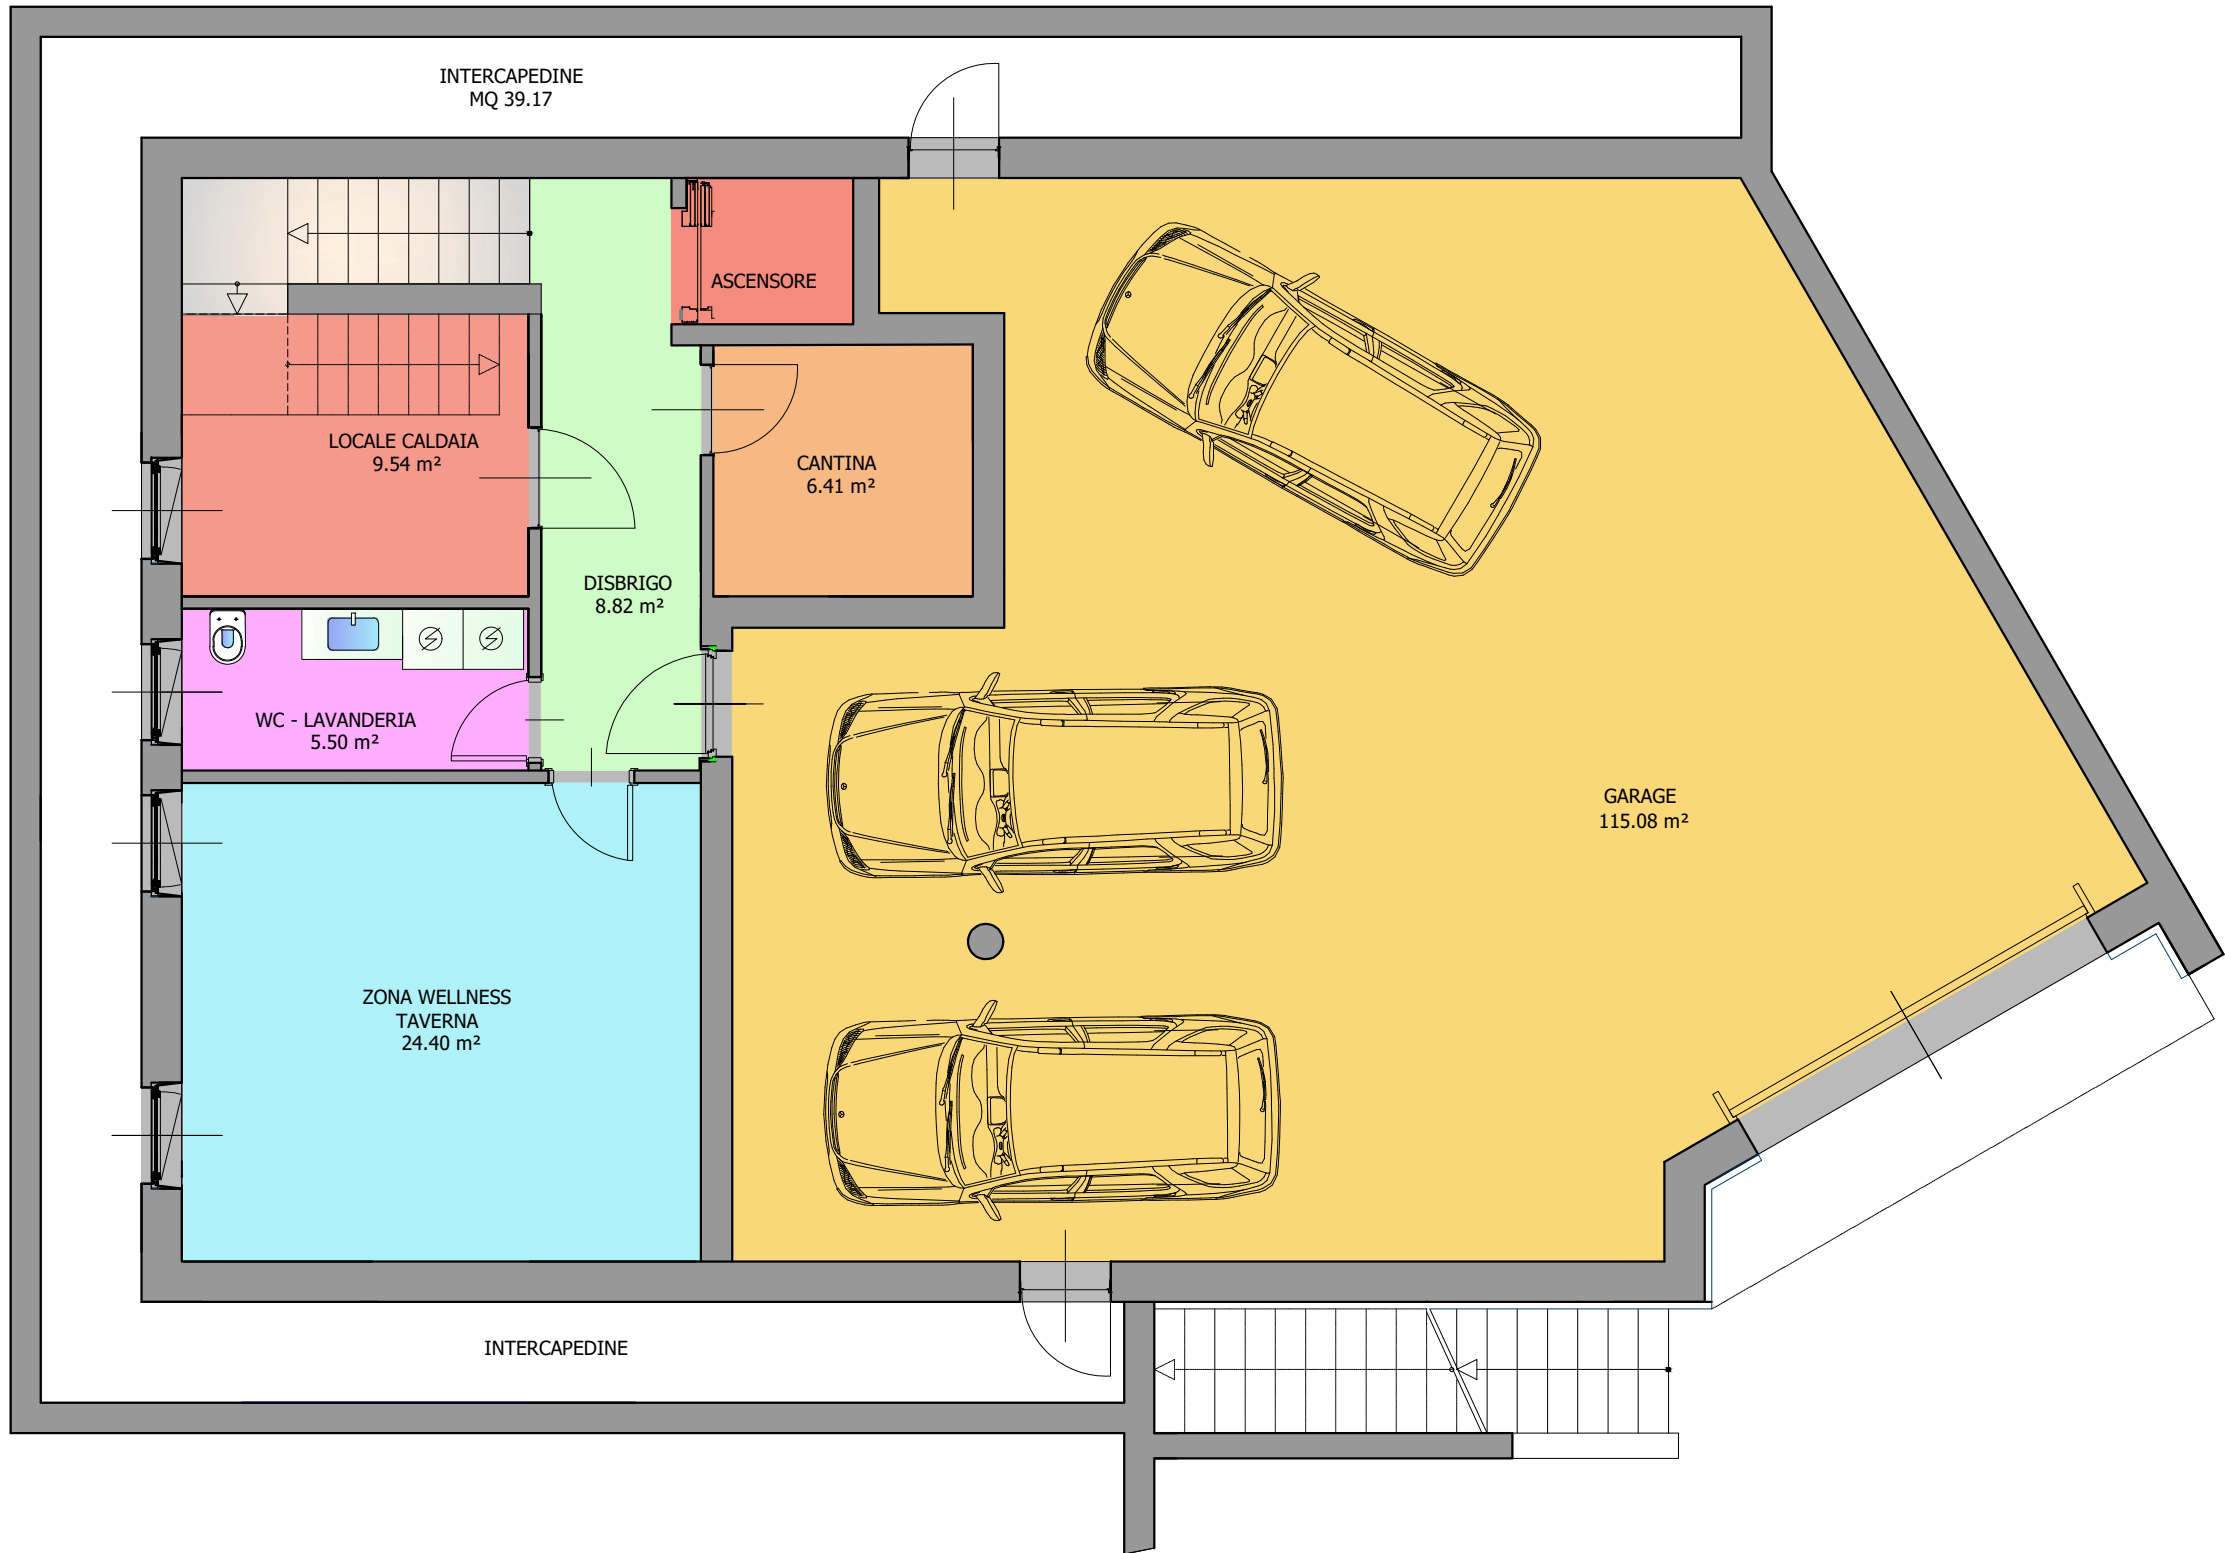 INTERCAPEDINE
MQ 39.17
ASCENSORE
LOCALE CALDAIA
9.54 m²
CANTINA
6.41 m²
DISBRIGO
8.82 m²
WC - LAVANDERIA
5.50 m²
GARAGE
115.08 m²
ZONA WELLNESS
TAVERNA
24.40 m²
INTERCAPEDINE